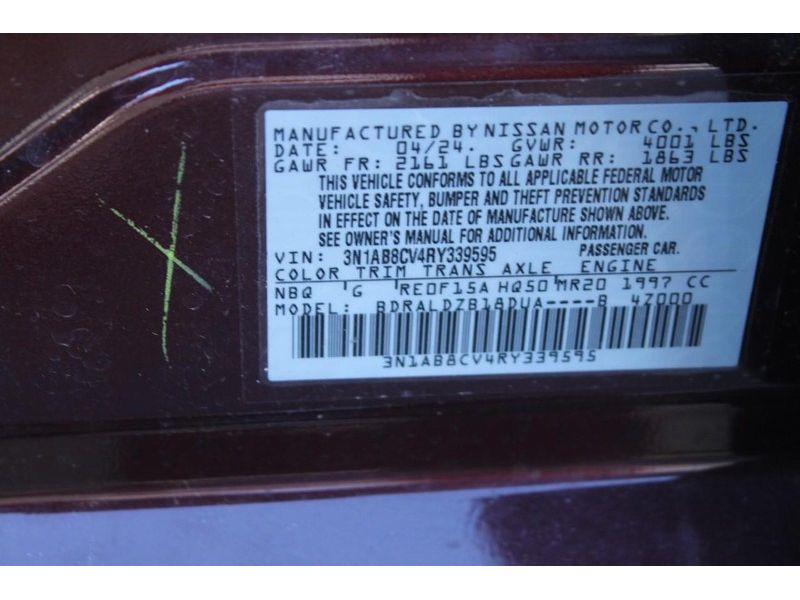 MANUFACTURED BY NISSAN MOTOR CO., LTD.
DATE: 04/24. GVWR: 4001 LBS
GAWR FR: 2161 LBS GAWR RR: 1863 LBS
THIS VEHICLE CONFORMS TO ALL APPLICABLE FEDERAL MOTOR
VEHICLE SAFETY, BUMPER AND THEFT PREVENTION STANDARDS
IN EFFECT ON THE DATE OF MANUFACTURE SHOWN ABOVE.
SEE OWNER'S MANUAL FOR ADDITIONAL INFORMATION.
VIN: 3N1AB8CV4RY339595 PASSENGER CAR.
COLOR TRIM TRANS AXLE ENGINE
NBQ 'G RE0F15A HQ50 MR20 1997 CC
MODEL: BDRALDZB18DUA----B 4Z000
3N1AB8CV4RY339595